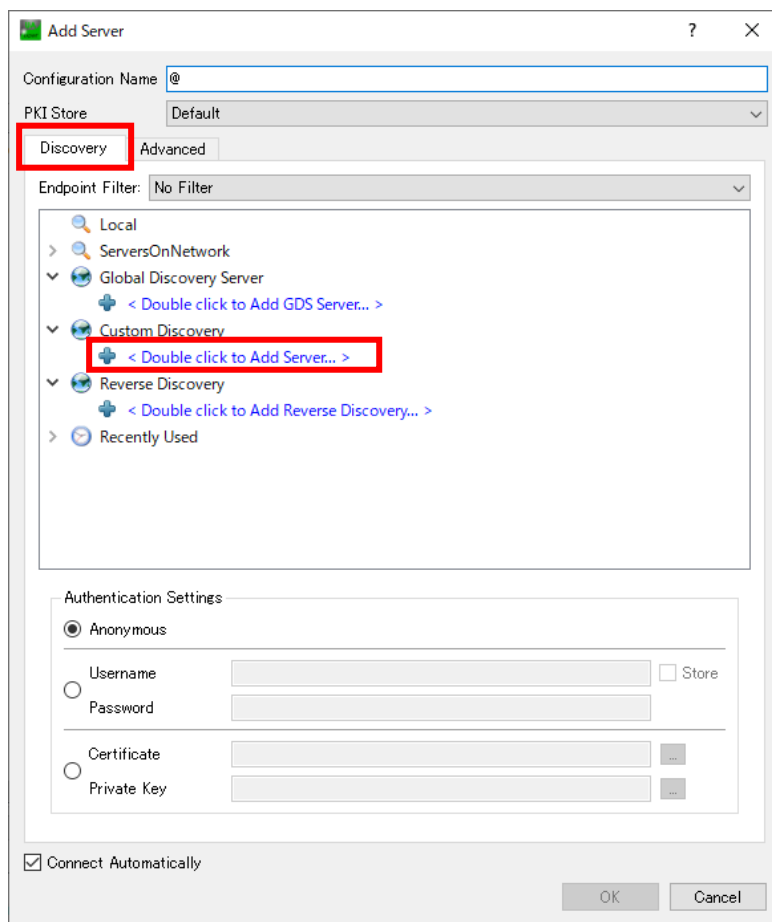 Add Server
Configuration Name @
PKI Store Default
Discovery Advanced
Endpoint Filter: No Filter
Local
ServersOnNetwork
Global Discovery Server
< Double click to Add GDS Server... >
Custom Discovery
< Double click to Add Server... >
Reverse Discovery
< Double click to Add Reverse Discovery... >
Recently Used
Authentication Settings
Anonymous
Username Store
Password
Certificate ...
Private Key ...
Connect Automatically
OK Cancel